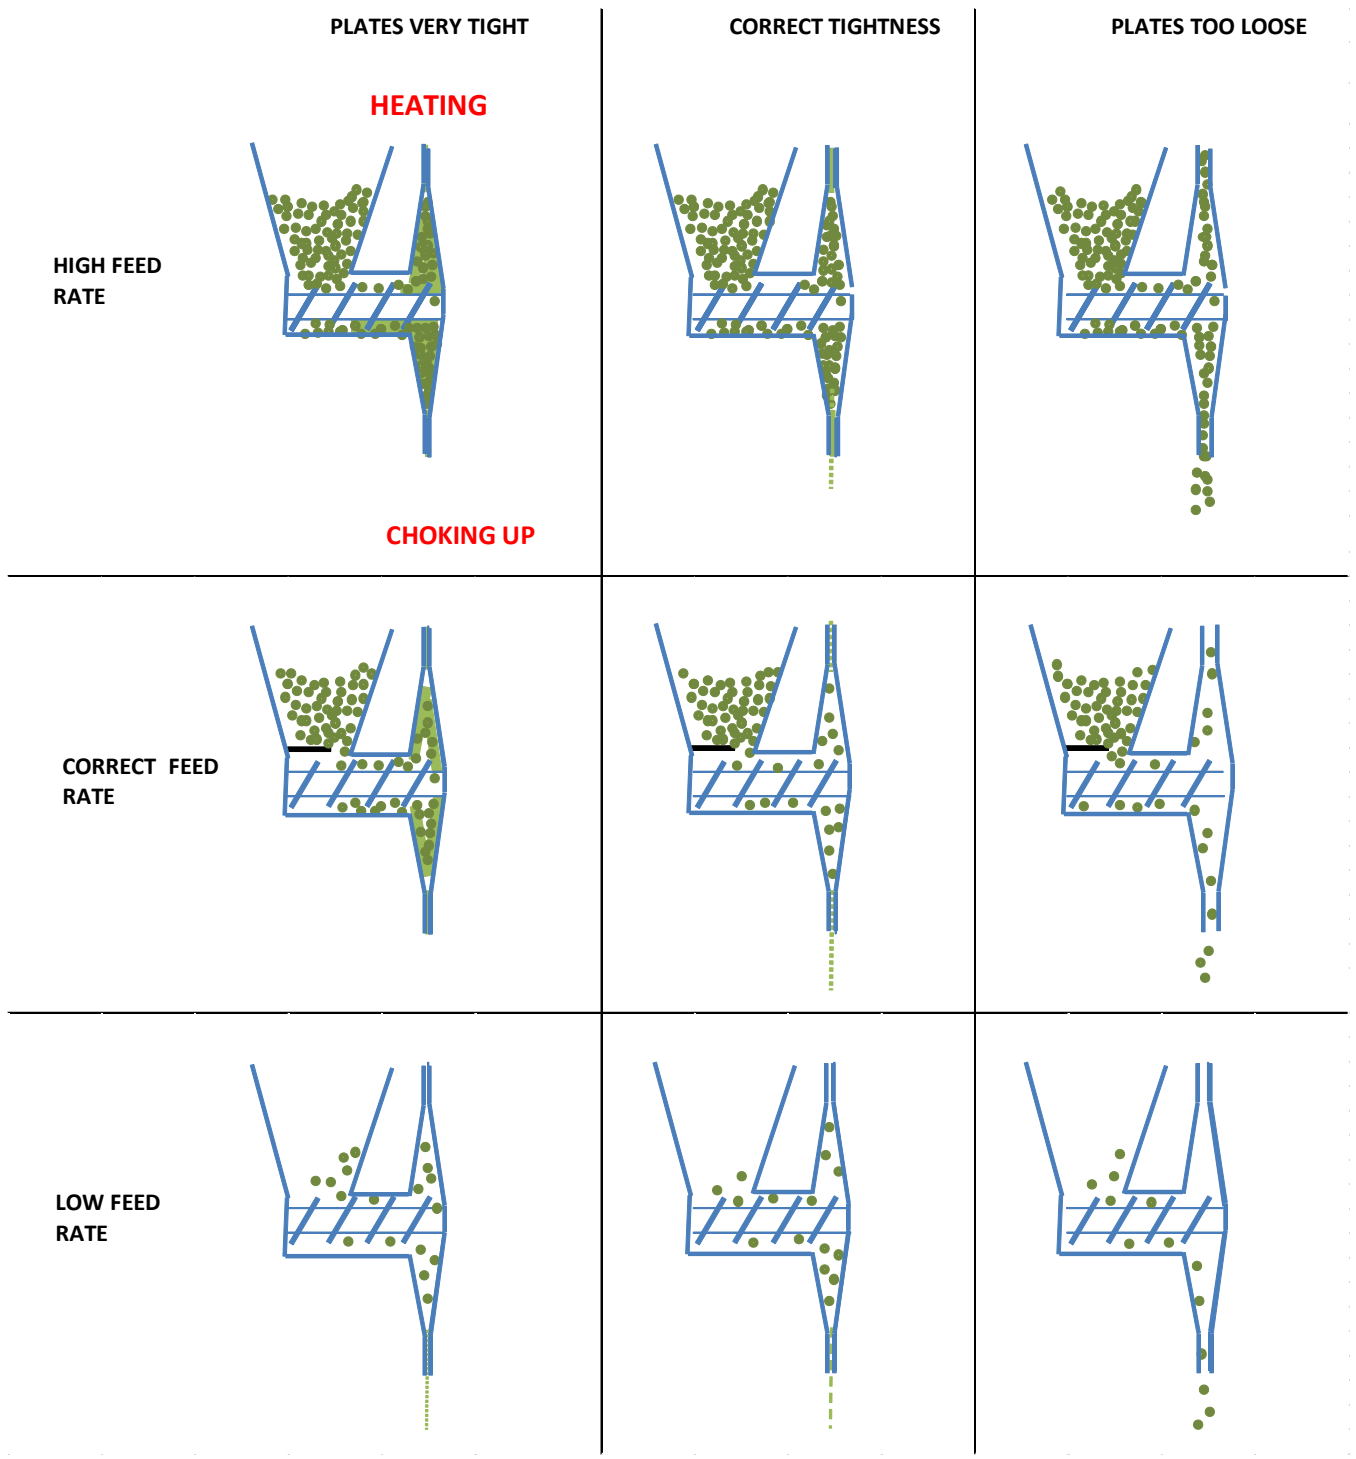 PLATES VERY TIGHT
CORRECT TIGHTNESS
PLATES TOO LOOSE
HEATING
HIGH FEED
RATE
CHOKING UP
CORRECT FEED
RATE
LOW FEED
RATE